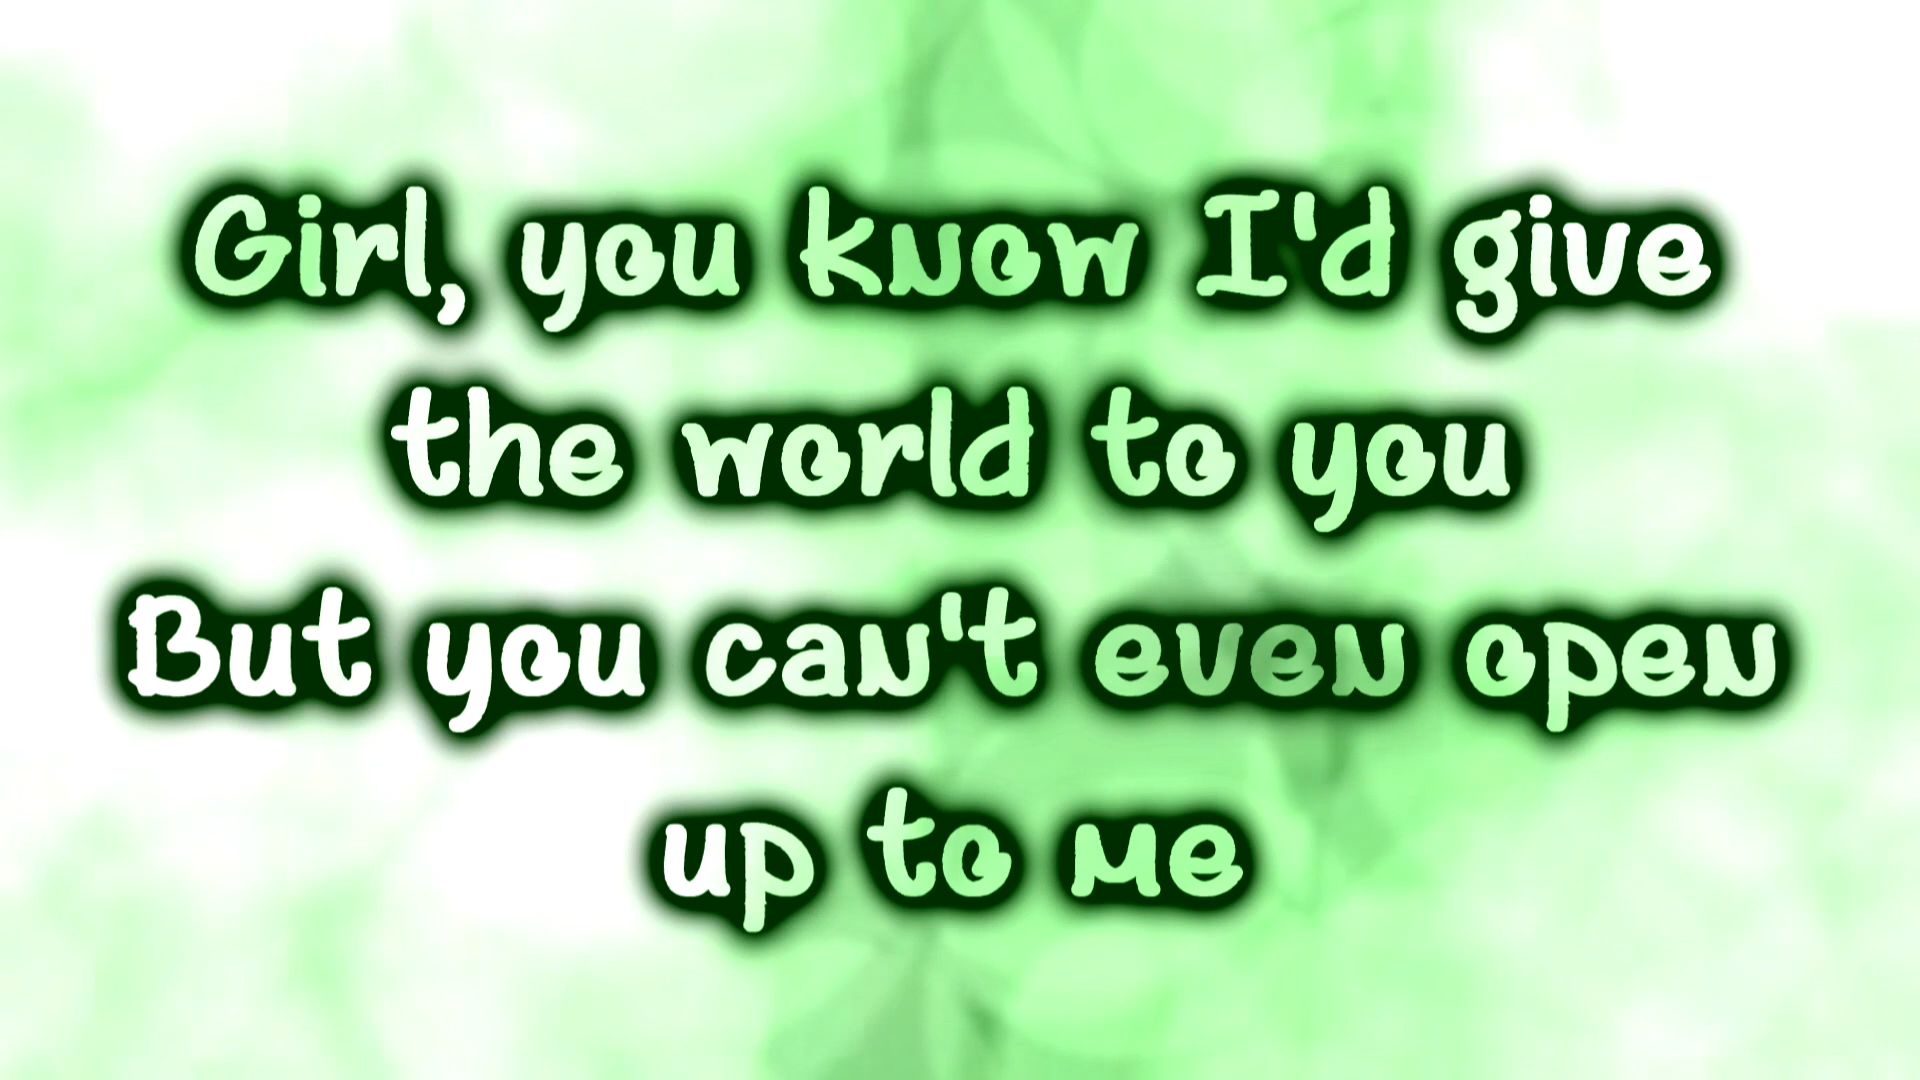 Girl, you know I'd give
the world to you
But you can't even open
up to me